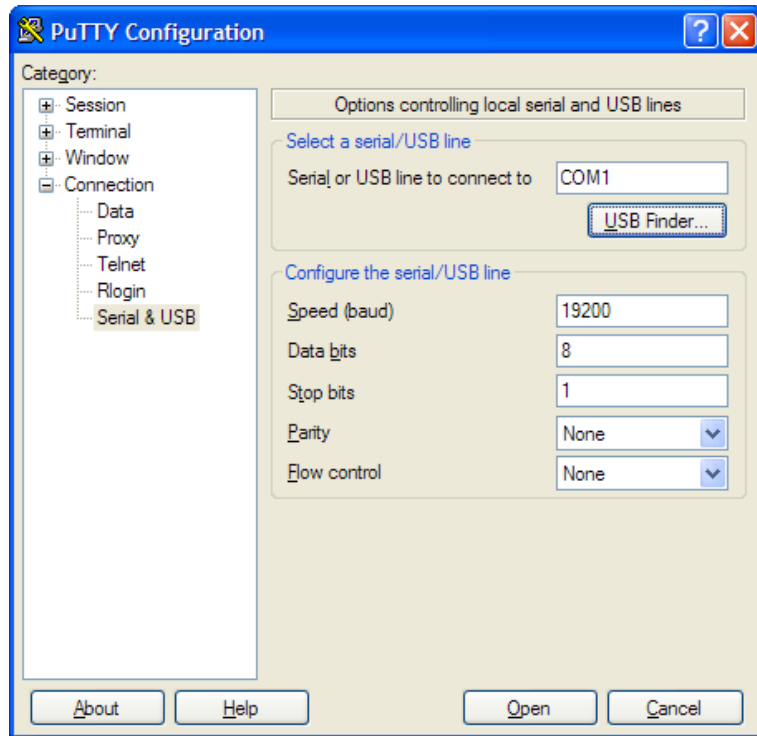 PuTTY Configuration
Category:
Session
Terminal
Window
Connection
Data
Proxy
Telnet
Rlogin
Serial & USB
Options controlling local serial and USB lines
Select a serial/USB line
Serial or USB line to connect to COM1
USB Finder...
Configure the serial/USB line
Speed (baud) 19200
Data bits 8
Stop bits 1
Parity None
Flow control None
About Help Open Cancel